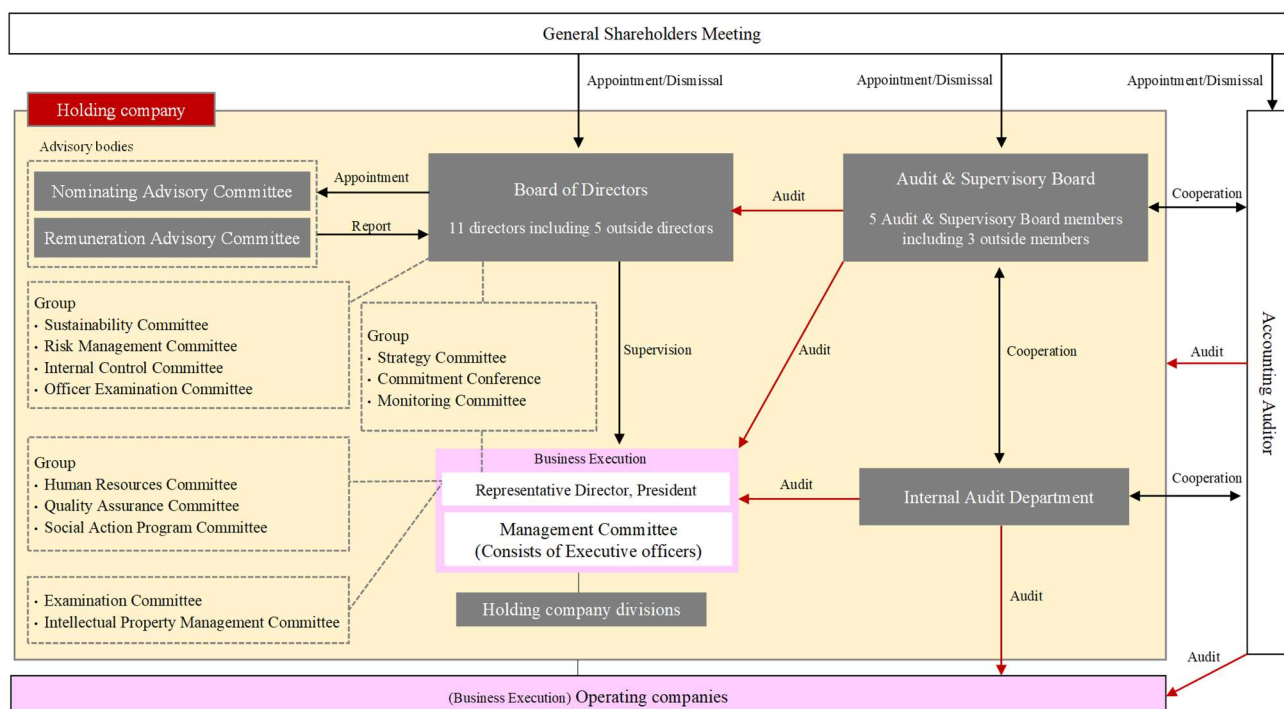 General Shareholders Meeting
Appointment/Dismissal
Appointment/Dismissal
Appointment/Dismissal
Holding company
Advisory bodies
Nominating Advisory Committee
Remuneration Advisory Committee
Appointment
Report
Board of Directors
11 directors including 5 outside directors
Audit
Audit & Supervisory Board
5 Audit & Supervisory Board members
including 3 outside members
Cooperation
Group
・ Sustainability Committee
・ Risk Management Committee
・ Internal Control Committee
・ Officer Examination Committee
Group
・ Strategy Committee
・ Commitment Conference
・ Monitoring Committee
Supervision
Audit
Cooperation
Audit
Accounting Auditor
Group
・ Human Resources Committee
・ Quality Assurance Committee
・ Social Action Program Committee
Business Execution
Representative Director, President
Management Committee
(Consists of Executive officers)
Audit
Internal Audit Department
Cooperation
・ Examination Committee
・ Intellectual Property Management Committee
Holding company divisions
Audit
Audit
(Business Execution) Operating companies